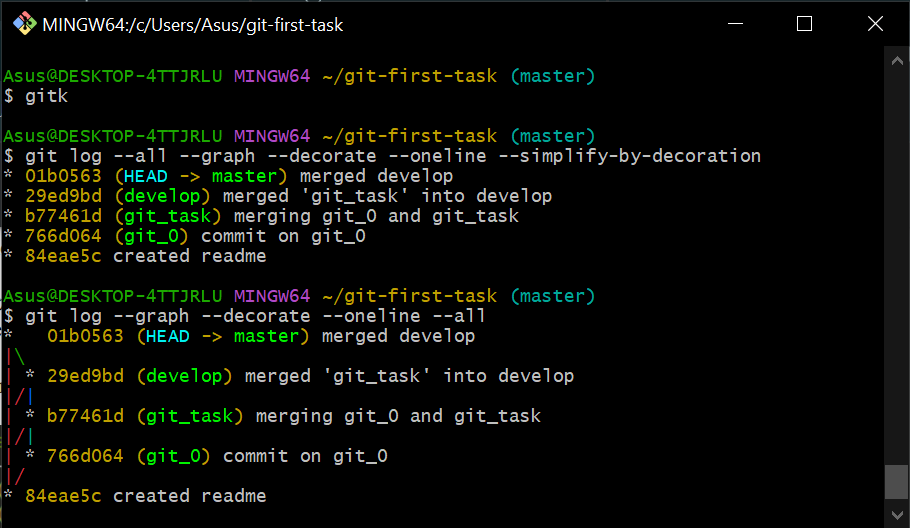 MINGW64:/c/Users/Asus/git-first-task
Asus@DESKTOP-4TTJRLU MINGW64 ~/git-first-task (master)
$ gitk
Asus@DESKTOP-4TTJRLU MINGW64 ~/git-first-task (master)
$ git log --all --graph --decorate --oneline --simplify-by-decoration
* 01b0563 (HEAD -> master) merged develop
* 29ed9bd (develop) merged 'git_task' into develop
* b77461d (git_task) merging git_0 and git_task
* 766d064 (git_0) commit on git_0
* 84eae5c created readme
Asus@DESKTOP-4TTJRLU MINGW64 ~/git-first-task (master)
$ git log --graph --decorate --oneline --all
*   01b0563 (HEAD -> master) merged develop
|\
| * 29ed9bd (develop) merged 'git_task' into develop
|/|
| * b77461d (git_task) merging git_0 and git_task
|/|
| * 766d064 (git_0) commit on git_0
|/
* 84eae5c created readme